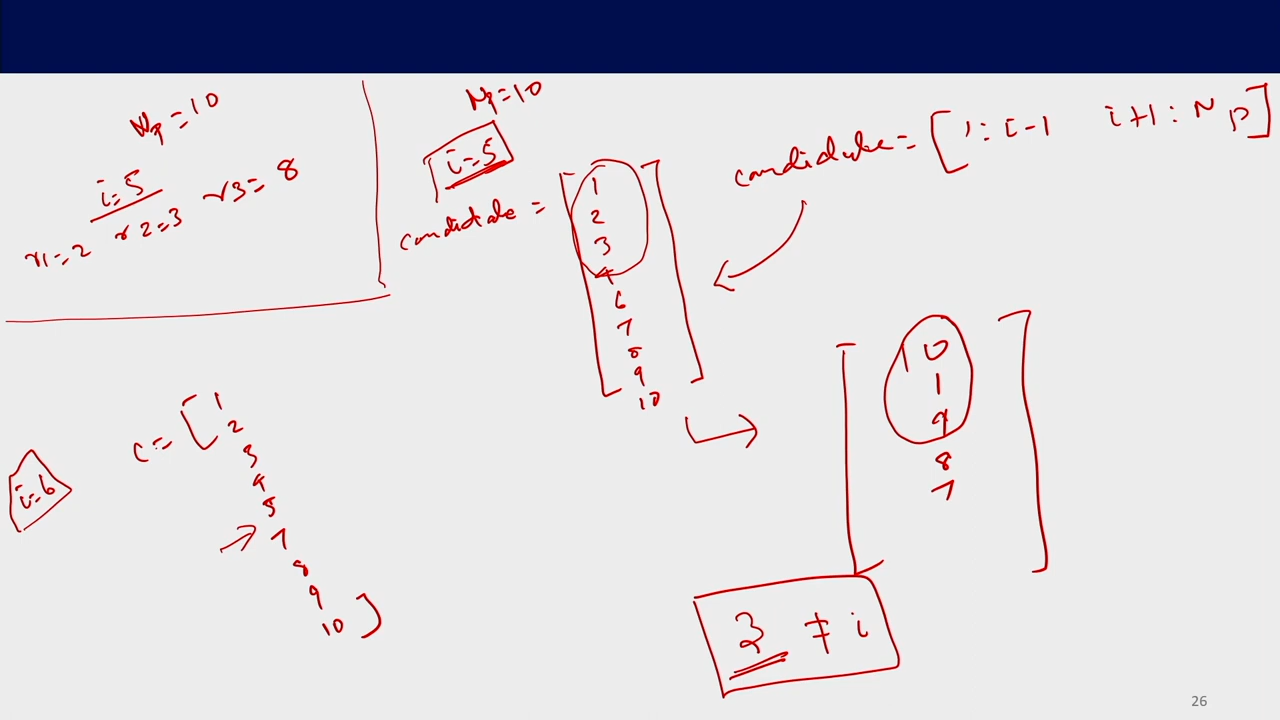 Np=10
i=5
r1=2 r2=3 r3=8
Np=10
i=5
candidate =
1
2
3
4
6
7
8
9
10
candidate = [1:i-1 i+1:Np]
10
1
9
8
7
i=6
c=[1
2
3
4
5
7
8
9
10]
3 ≠ i
26